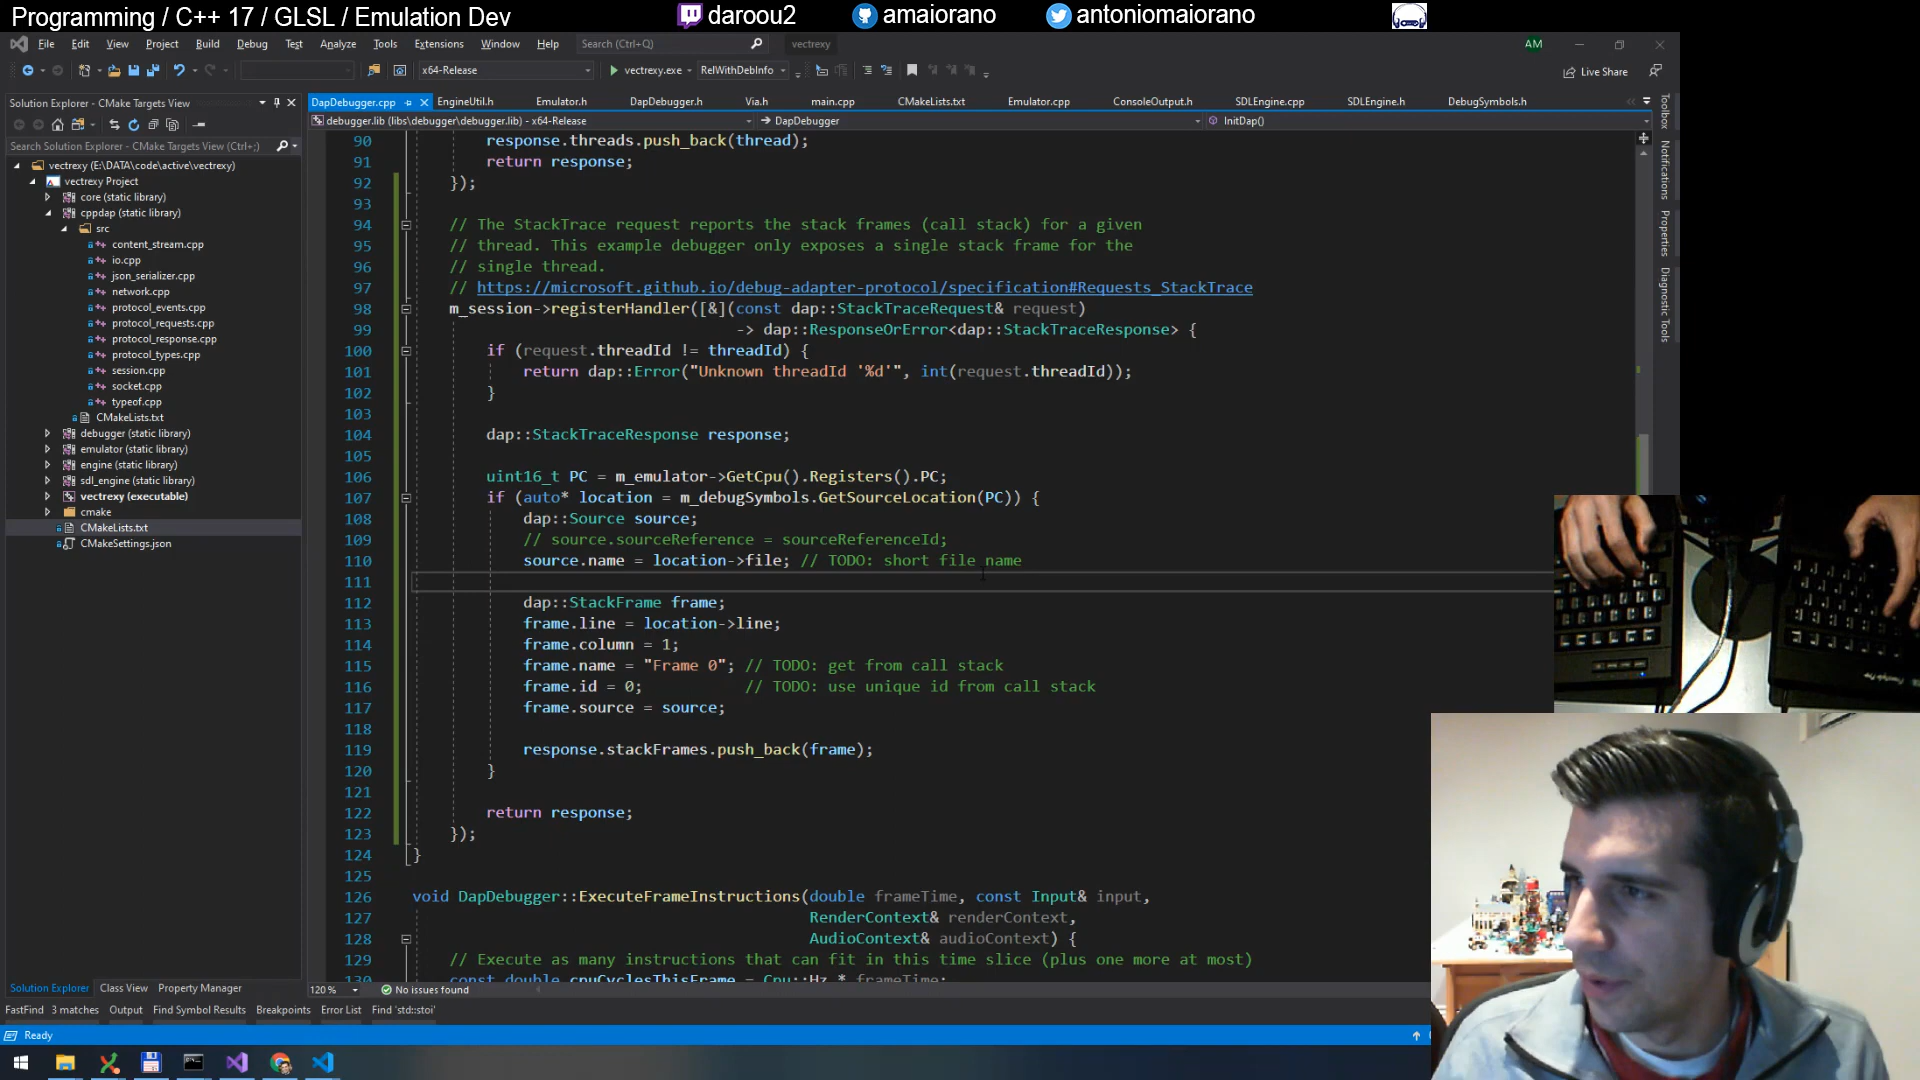 Programming / C++ 17 / GLSL / Emulation Dev
daroou2
amaiorano
antoniomaiorano
File Edit View Project Build Debug Test Analyze Tools Extensions Window Help Search (Ctrl+Q) vectrexy AM
x64-Release vectrexy.exe RelWithDebInfo Live Share
Solution Explorer - CMake Targets View
Search Solution Explorer - CMake Targets View (Ctrl+;)
vectrexy (E:\DATA\code\active\vectrexy)
vectrexy Project
core (static library)
cppdap (static library)
src
content_stream.cpp
io.cpp
json_serializer.cpp
network.cpp
protocol_events.cpp
protocol_requests.cpp
protocol_response.cpp
protocol_types.cpp
session.cpp
socket.cpp
typeof.cpp
CMakeLists.txt
debugger (static library)
emulator (static library)
engine (static library)
sdl_engine (static library)
vectrexy (executable)
cmake
CMakeLists.txt
CMakeSettings.json
Solution Explorer Class View Property Manager
DapDebugger.cpp EngineUtil.h Emulator.h DapDebugger.h Via.h main.cpp CMakeLists.txt Emulator.cpp ConsoleOutput.h SDLEngine.cpp SDLEngine.h DebugSymbols.h
debugger.lib (libs\debugger\debugger.lib) - x64-Release DapDebugger InitDap()
90 response.threads.push_back(thread);
91 return response;
92 });
93
94 // The StackTrace request reports the stack frames (call stack) for a given
95 // thread. This example debugger only exposes a single stack frame for the
96 // single thread.
97 // https://microsoft.github.io/debug-adapter-protocol/specification#Requests_StackTrace
98 m_session->registerHandler([&](const dap::StackTraceRequest& request)
99 -> dap::ResponseOrError<dap::StackTraceResponse> {
100 if (request.threadId != threadId) {
101 return dap::Error("Unknown threadId '%d'", int(request.threadId));
102 }
103
104 dap::StackTraceResponse response;
105
106 uint16_t PC = m_emulator->GetCpu().Registers().PC;
107 if (auto* location = m_debugSymbols.GetSourceLocation(PC)) {
108 dap::Source source;
109 // source.sourceReference = sourceReferenceId;
110 source.name = location->file; // TODO: short file name
111
112 dap::StackFrame frame;
113 frame.line = location->line;
114 frame.column = 1;
115 frame.name = "Frame 0"; // TODO: get from call stack
116 frame.id = 0; // TODO: use unique id from call stack
117 frame.source = source;
118
119 response.stackFrames.push_back(frame);
120 }
121
122 return response;
123 });
124 }
125
126 void DapDebugger::ExecuteFrameInstructions(double frameTime, const Input& input,
127 RenderContext& renderContext,
128 AudioContext& audioContext) {
129 // Execute as many instructions that can fit in this time slice (plus one more at most)
130 const double cpuCyclesThisFrame = Cpu::Hz * frameTime;
120 % No issues found
Toolbox
Notifications
Properties
Diagnostic Tools
FastFind 3 matches Output Find Symbol Results Breakpoints Error List Find 'std::stoi'
Ready